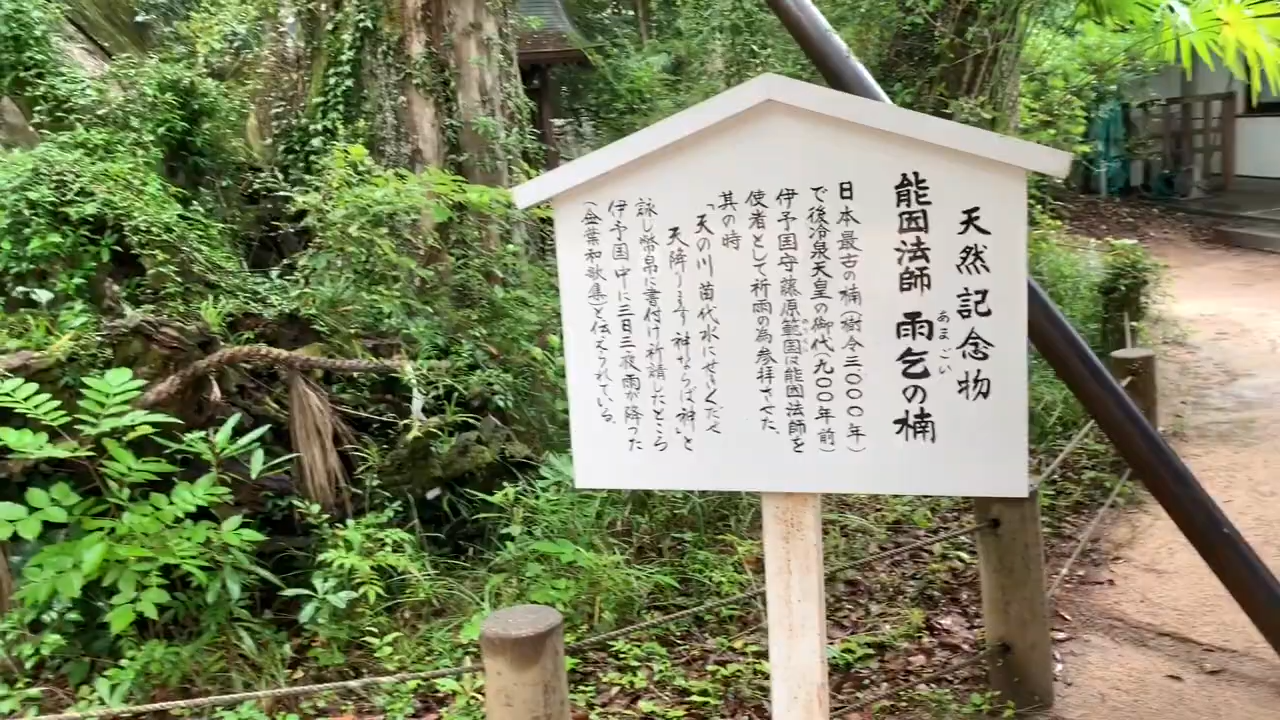 天然記念物
能因法師 雨乞の楠
あまごい
日本最古の楠(樹令三〇〇〇年)
で後冷泉天皇の御代(九〇〇年前)
伊予国守藤原範国は能因法師を
使者として祈雨の為参拝させた、
其の時
「天の川苗代水にせきくだせ
天降ります神ならば神」と
詠し幣帛に書付け祈請したところ
伊予国中に三日三夜雨が降った
(金葉和歌集)と伝えられている。